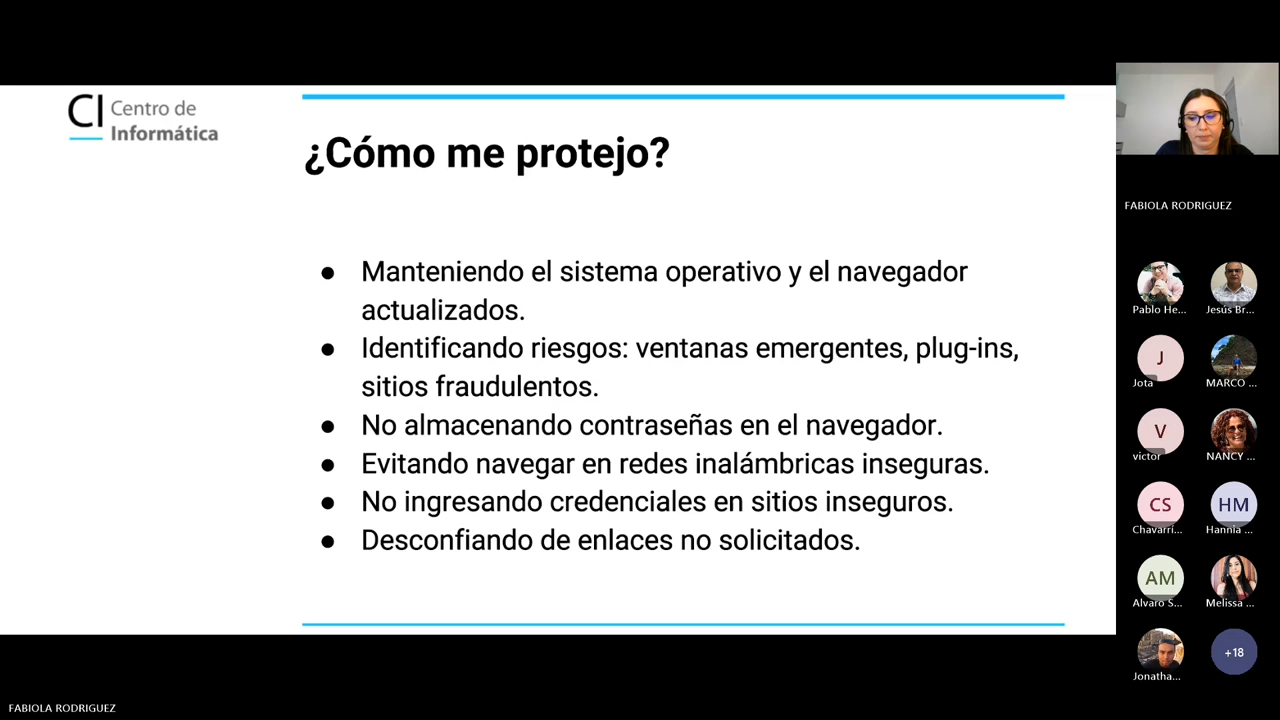 CI Centro de
Informática
¿Cómo me protejo?
● Manteniendo el sistema operativo y el navegador
actualizados.
● Identificando riesgos: ventanas emergentes, plug-ins,
sitios fraudulentos.
● No almacenando contraseñas en el navegador.
● Evitando navegar en redes inalámbricas inseguras.
● No ingresando credenciales en sitios inseguros.
● Desconfiando de enlaces no solicitados.
FABIOLA RODRIGUEZ
Pablo He...
Jesús Br...
J
Jota
MARCO ...
V
victor
NANCY ...
CS
Chavarri...
HM
Hannia ...
AM
Alvaro S...
Melissa ...
Jonatha...
+18
FABIOLA RODRIGUEZ